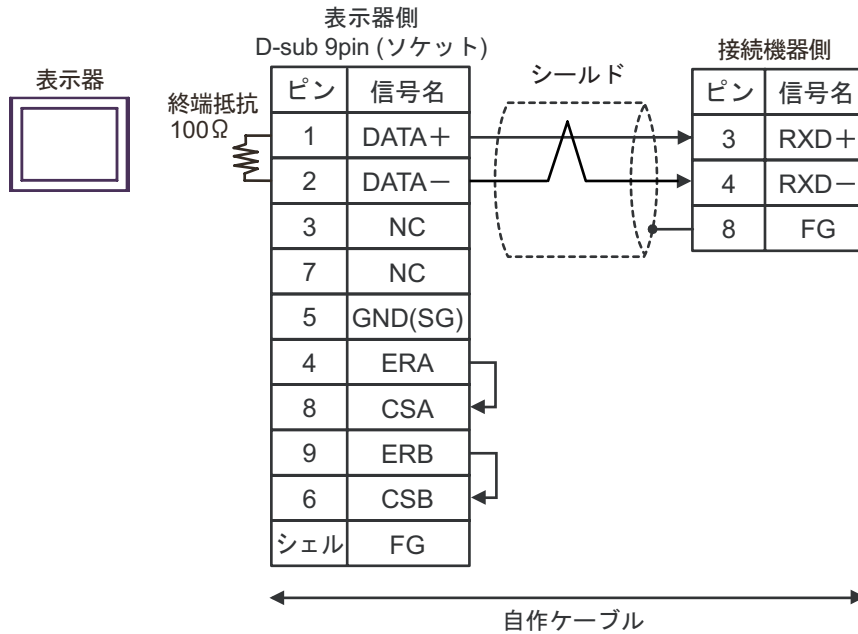 表示器側
D-sub 9pin (ソケット)
表示器
終端抵抗
100Ω
シールド
接続機器側
ピン 信号名
1 DATA＋
2 DATA－
3 NC
7 NC
5 GND(SG)
4 ERA
8 CSA
9 ERB
6 CSB
シェル FG
ピン 信号名
3 RXD＋
4 RXD－
8 FG
自作ケーブル